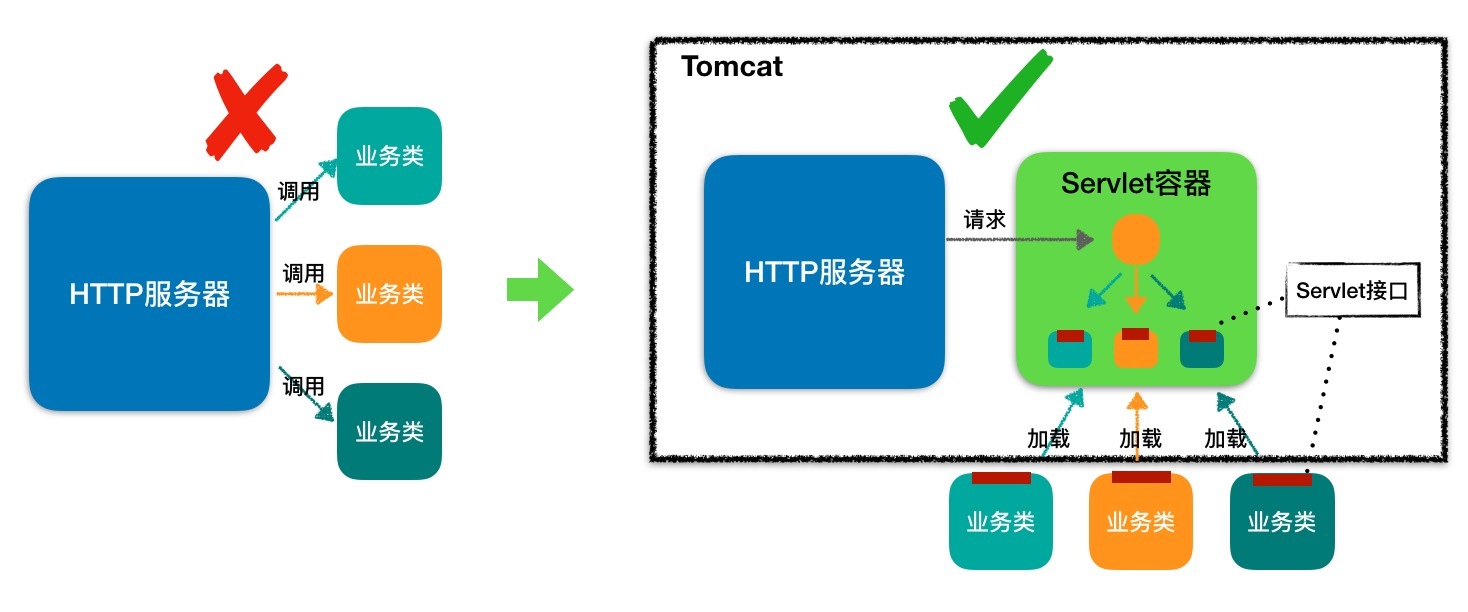 HTTP服务器
调用
业务类
调用
业务类
调用
业务类
Tomcat
HTTP服务器
请求
Servlet容器
Servlet接口
加载
加载
加载
业务类
业务类
业务类